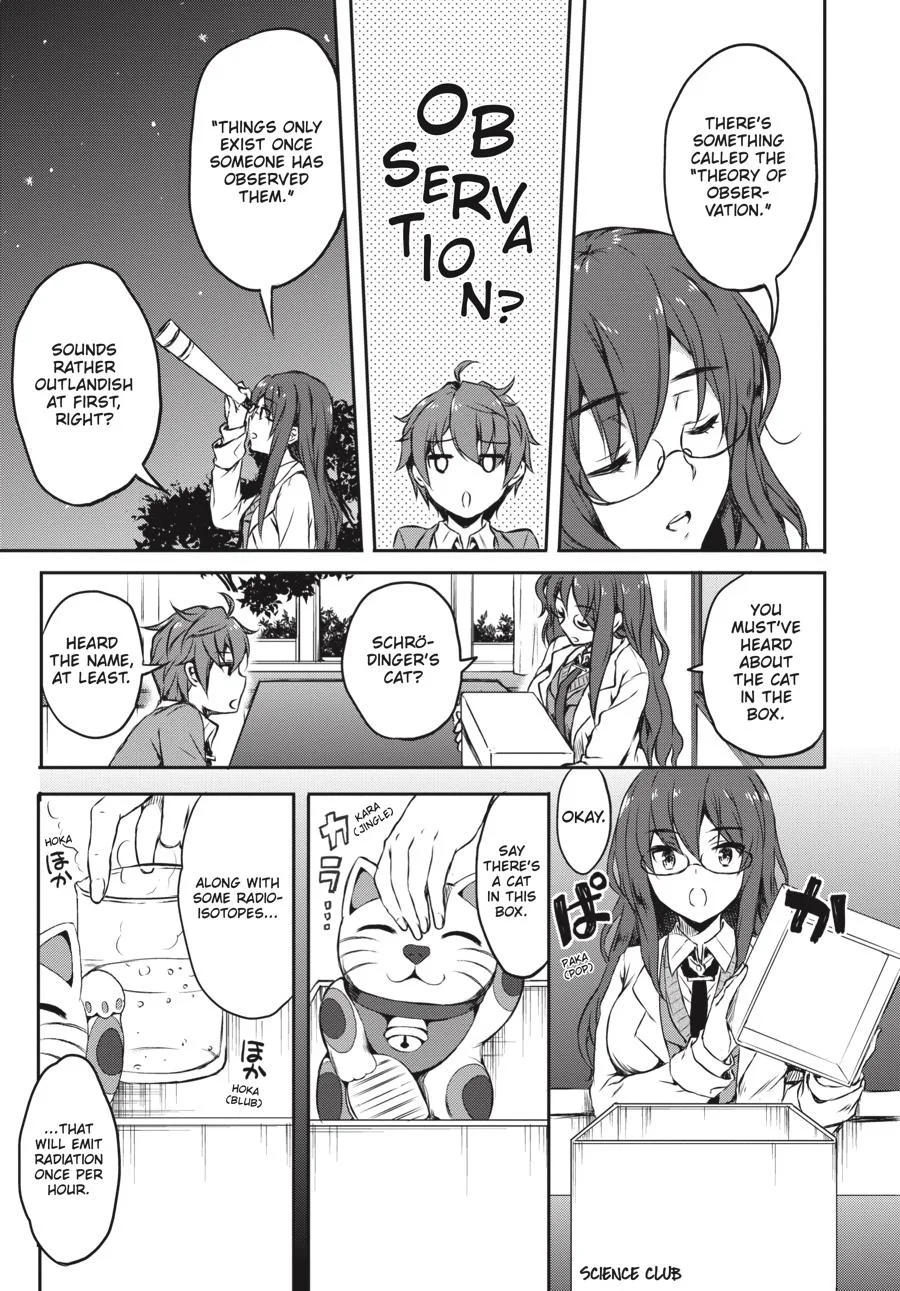 THERE'S
SOMETHING
CALLED THE
"THEORY OF
OBSER-
VATION."
OB
SERVA
TION?
"THINGS ONLY
EXIST ONCE
SOMEONE HAS
OBSERVED
THEM."
SOUNDS
RATHER
OUTLANDISH
AT FIRST,
RIGHT?
YOU
MUST'VE
HEARD
ABOUT
THE CAT
IN THE
BOX.
SCHRÖ-
DINGER'S
CAT?
HEARD
THE NAME,
AT LEAST.
OKAY.
ぱか
PAKA
(POP)
SCIENCE CLUB
SAY
THERE'S
A CAT
IN THIS
BOX.
KARA
(JINGLE)
カラ…
ALONG WITH
SOME RADIO-
ISOTOPES...
HOKA
ほか
ほか
HOKA
(BLUB)
...THAT
WILL EMIT
RADIATION
ONCE PER
HOUR.